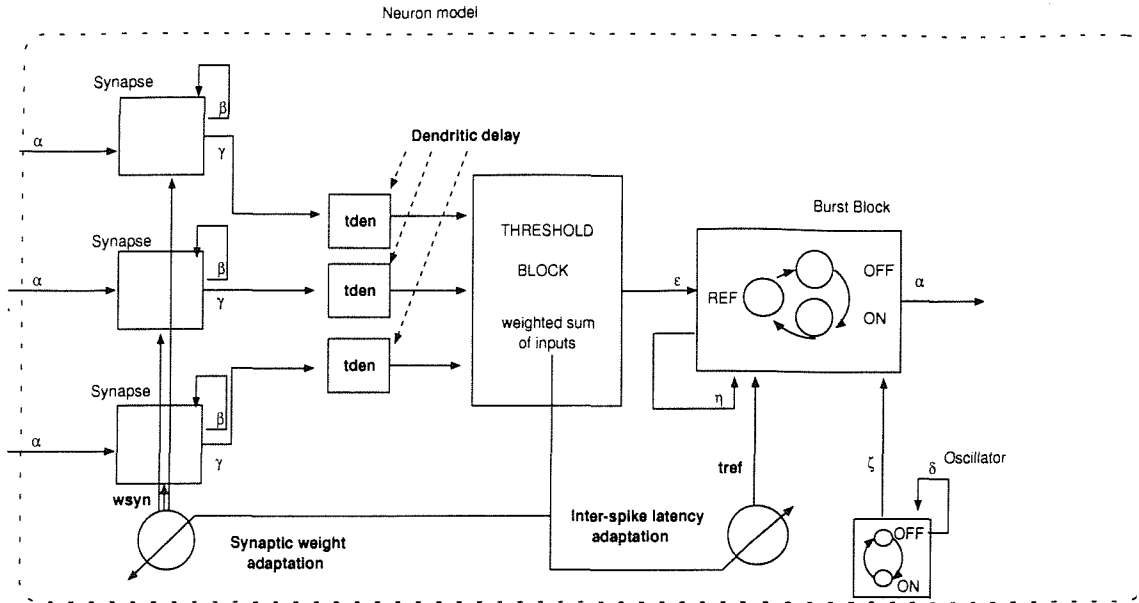 Neuron model
Synapse
β
α
γ
Dendritic delay
tden
Synapse
β
α
γ
tden
THRESHOLD
BLOCK
weighted sum
of inputs
ε
Burst Block
REF
OFF
ON
α
η
tden
Synapse
β
α
γ
wsyn
Synaptic weight
adaptation
Inter-spike latency
adaptation
tref
ζ
δ
Oscillator
OFF
ON